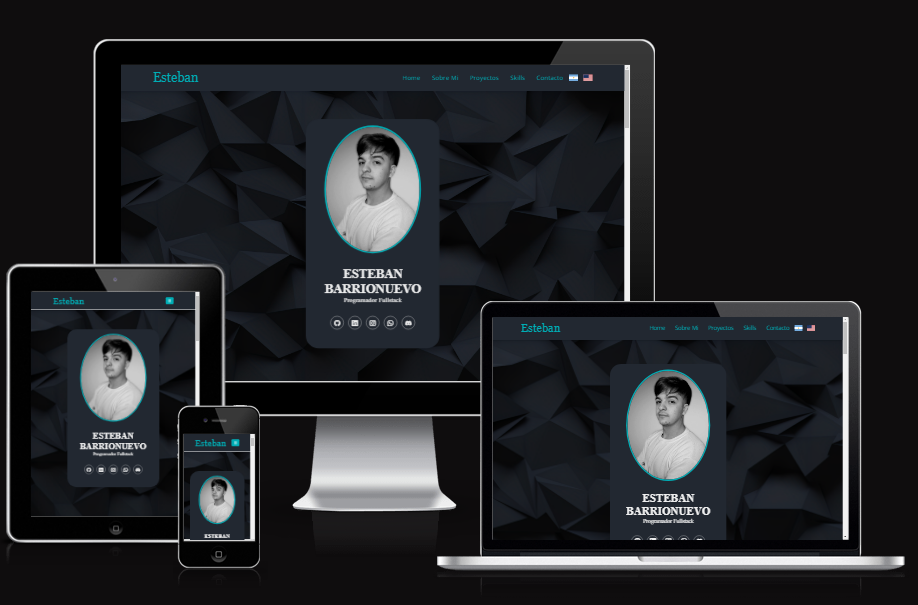 Esteban
Home Sobre Mi Proyectos Skills Contacto
ESTEBAN
BARRIONUEVO
Programador Fullstack
Esteban
ESTEBAN
BARRIONUEVO
Programador Fullstack
Esteban
ESTEBAN
Esteban
Home Sobre Mi Proyectos Skills Contacto
ESTEBAN
BARRIONUEVO
Programador Fullstack